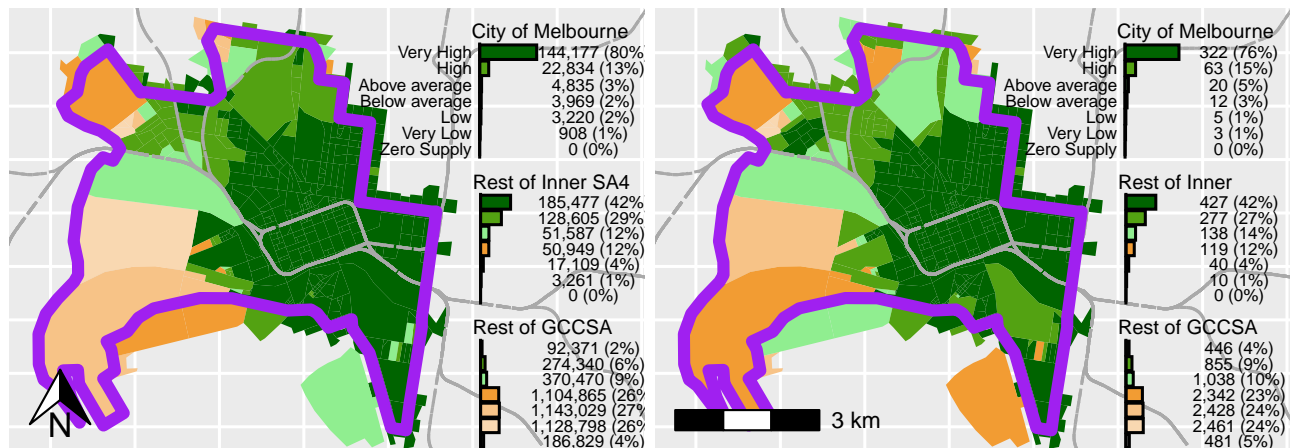 City of Melbourne
Very High 144,177 (80%
High 22,834 (13%)
Above average 4,835 (3%)
Below average 3,969 (2%)
Low 3,220 (2%)
Very Low 908 (1%)
Zero Supply 0 (0%)
Rest of Inner SA4
185,477 (42%)
128,605 (29%)
51,587 (12%)
50,949 (12%)
17,109 (4%)
3,261 (1%)
0 (0%)
Rest of GCCSA
92,371 (2%)
274,340 (6%)
370,470 (9%)
1,104,865 (26%
1,143,029 (27%
1,128,798 (26%
186,829 (4%)
N
City of Melbourne
Very High 322 (76%)
High 63 (15%)
Above average 20 (5%)
Below average 12 (3%)
Low 5 (1%)
Very Low 3 (1%)
Zero Supply 0 (0%)
Rest of Inner
427 (42%)
277 (27%)
138 (14%)
119 (12%)
40 (4%)
10 (1%)
0 (0%)
Rest of GCCSA
446 (4%)
855 (9%)
1,038 (10%)
2,342 (23%)
2,428 (24%)
2,461 (24%)
481 (5%)
3 km